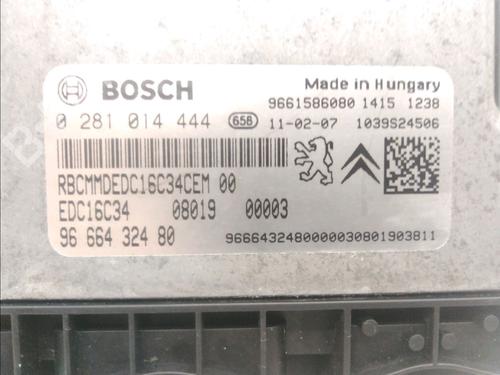 BOSCH
Made in Hungary
9661586080 1415 1238
0 281 014 444 658 11-02-07 1039S24506
RBCMMDEDC16C34CEM 00
EDC16C34 08019 00003
96 664 324 80 9666432480000030801903811